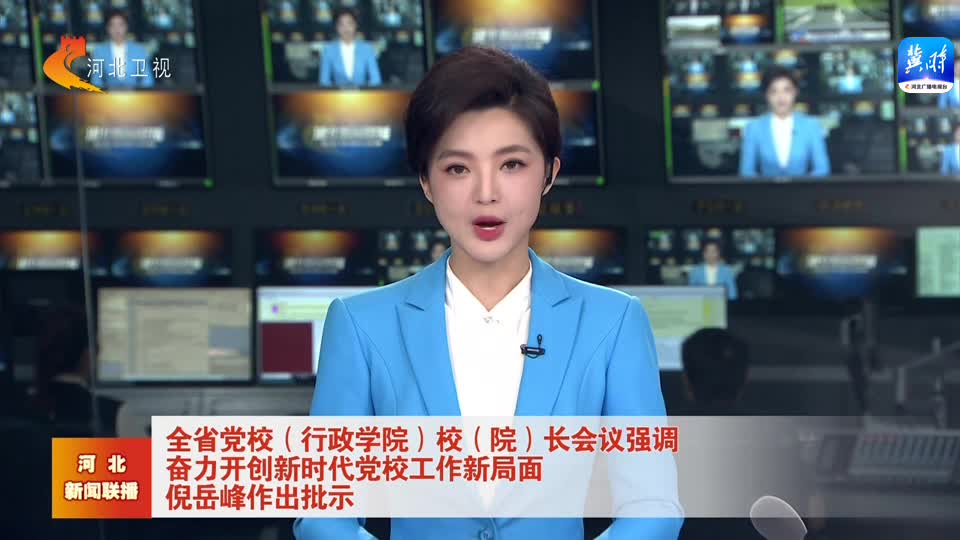 河北卫视
冀时
河北广播电视台
全省党校（行政学院）校（院）长会议强调
奋力开创新时代党校工作新局面
倪岳峰作出批示
河北
新闻联播